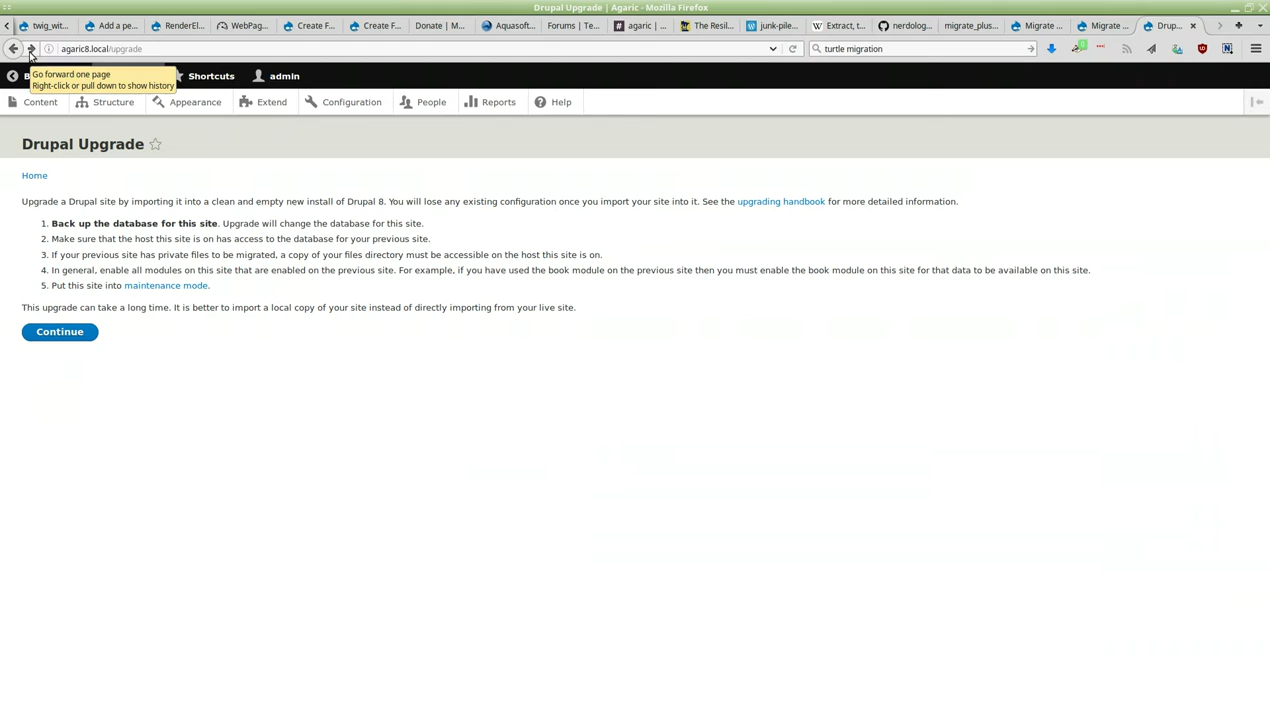 Drupal Upgrade | Agaric - Mozilla Firefox
twig_wit...
Add a pe...
RenderEl...
WebPag...
Create F...
Create F...
Donate | M...
Aquasoft...
Forums | Te...
agaric | ...
The Resil...
junk-pile...
Extract, t...
nerdolog...
migrate_plus...
Migrate ...
Migrate ...
Drup...
agaric8.local/upgrade
turtle migration
Go forward one page
Right-click or pull down to show history
B
Shortcuts
admin
Content
Structure
Appearance
Extend
Configuration
People
Reports
Help
Drupal Upgrade
Home
Upgrade a Drupal site by importing it into a clean and empty new install of Drupal 8. You will lose any existing configuration once you import your site into it. See the upgrading handbook for more detailed information.
1. Back up the database for this site. Upgrade will change the database for this site.
2. Make sure that the host this site is on has access to the database for your previous site.
3. If your previous site has private files to be migrated, a copy of your files directory must be accessible on the host this site is on.
4. In general, enable all modules on this site that are enabled on the previous site. For example, if you have used the book module on the previous site then you must enable the book module on this site for that data to be available on this site.
5. Put this site into maintenance mode.
This upgrade can take a long time. It is better to import a local copy of your site instead of directly importing from your live site.
Continue